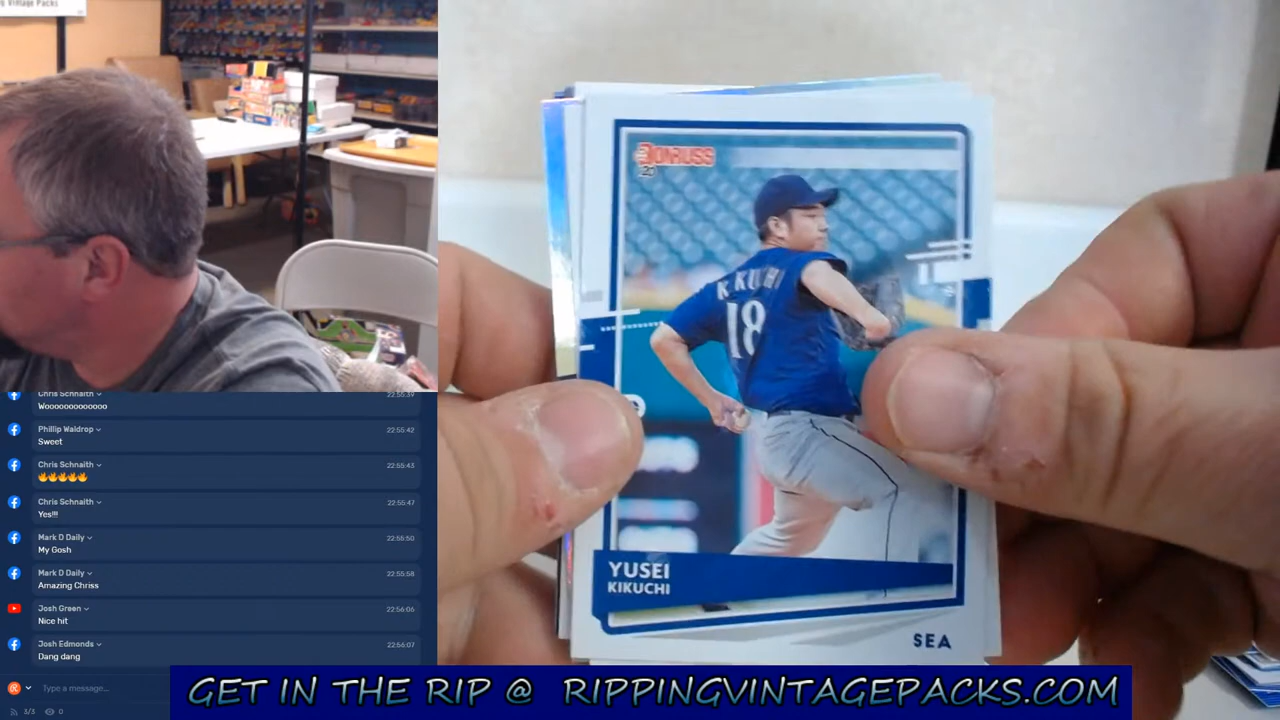 g Vintage Packs
Chris Schnaith
22:55:39
Wooooooooooooo
Phillip Waldrop
22:55:42
Sweet
Chris Schnaith
22:55:43
🔥🔥🔥🔥🔥
Chris Schnaith
22:55:47
Yes!!!
Mark D Daily
22:55:50
My Gosh
Mark D Daily
22:55:58
Amazing Chriss
Josh Green
22:56:06
Nice hit
Josh Edmonds
22:56:07
Dang dang
Type a message...
3/3 0
DONRUSS
20
KIKUCHI
18
YUSEI
KIKUCHI
SEA
GET IN THE RIP @ RIPPINGVINTAGEPACKS.COM